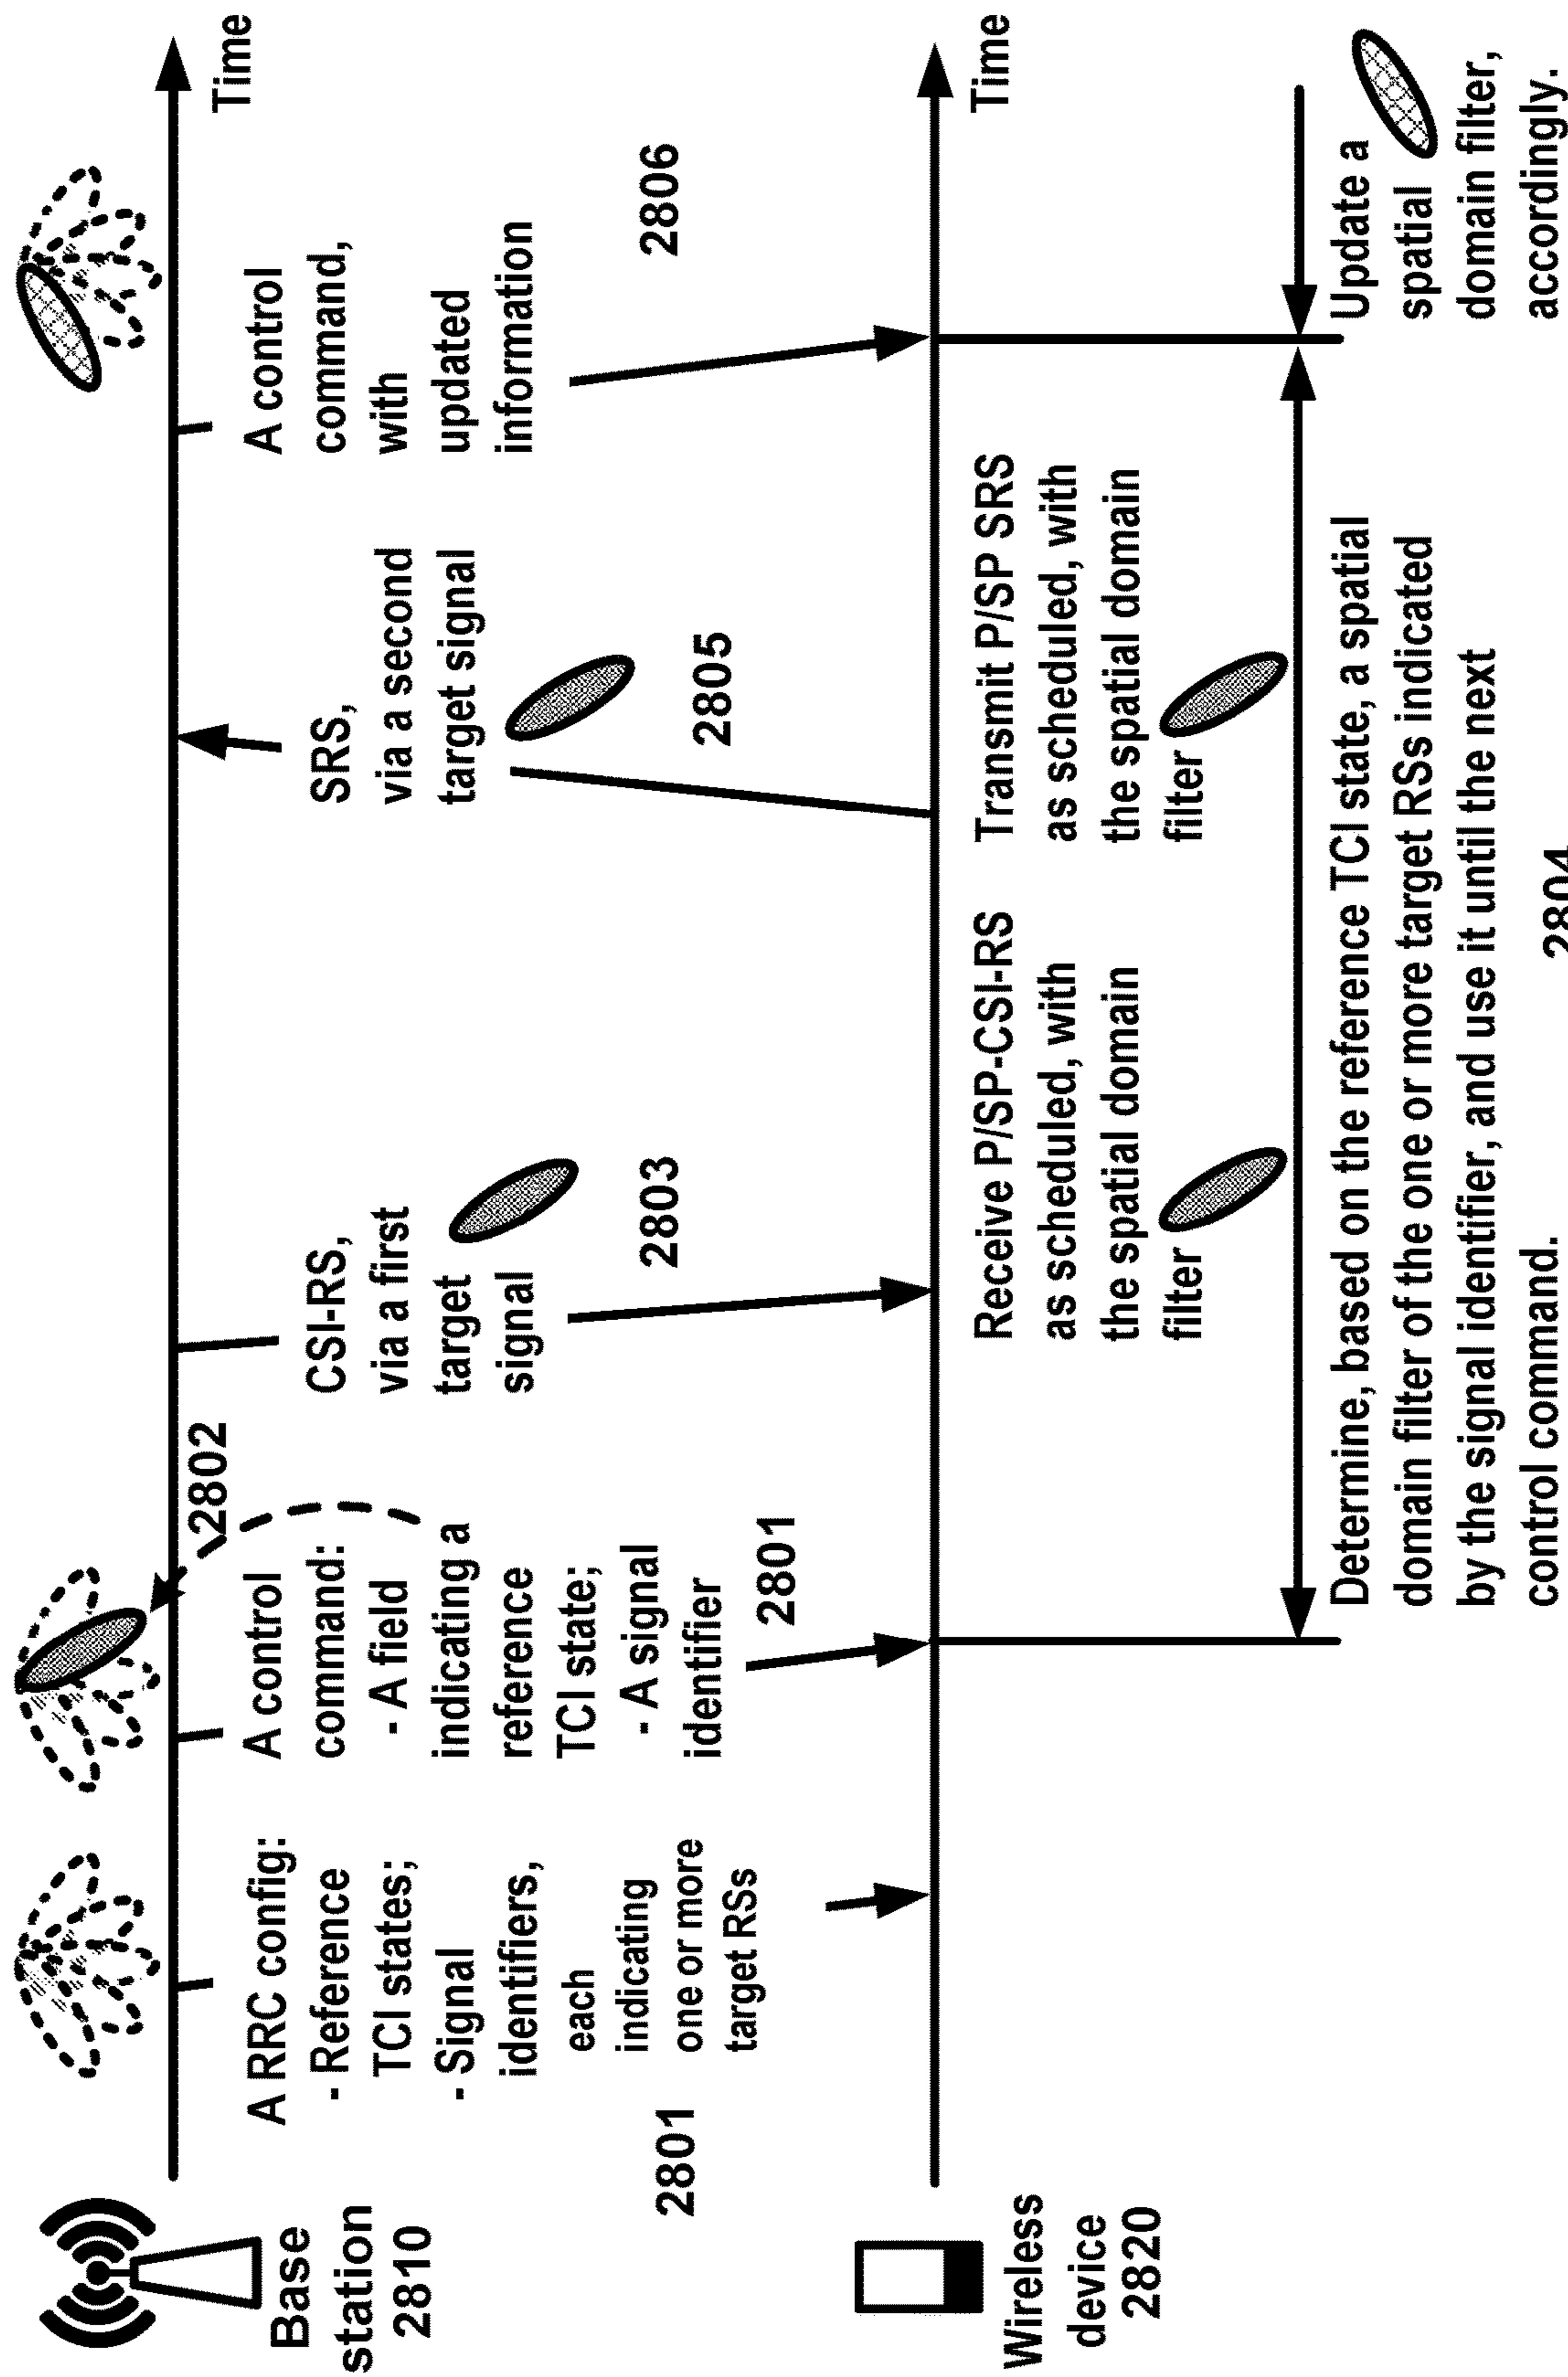 Base
station
2810
A RRC config:
- Reference
TCI states;
- Signal
identifiers,
each
indicating
one or more
target RSs
2801
A control
command:
- A field
indicating a
reference
TCI state;
- A signal
identifier
2801
2802
CSI-RS,
via a first
target
signal
2803
SRS,
via a second
target signal
2805
A control
command,
with
updated
information
2806
Time
Wireless
device
2820
Receive P/SP-CSI-RS
as scheduled, with
the spatial domain
filter
Transmit P/SP SRS
as scheduled, with
the spatial domain
filter
Time
Determine, based on the reference TCI state, a spatial
domain filter of the one or more target RSs indicated
by the signal identifier, and use it until the next
control command.
2804
Update a
spatial
domain filter,
accordingly.